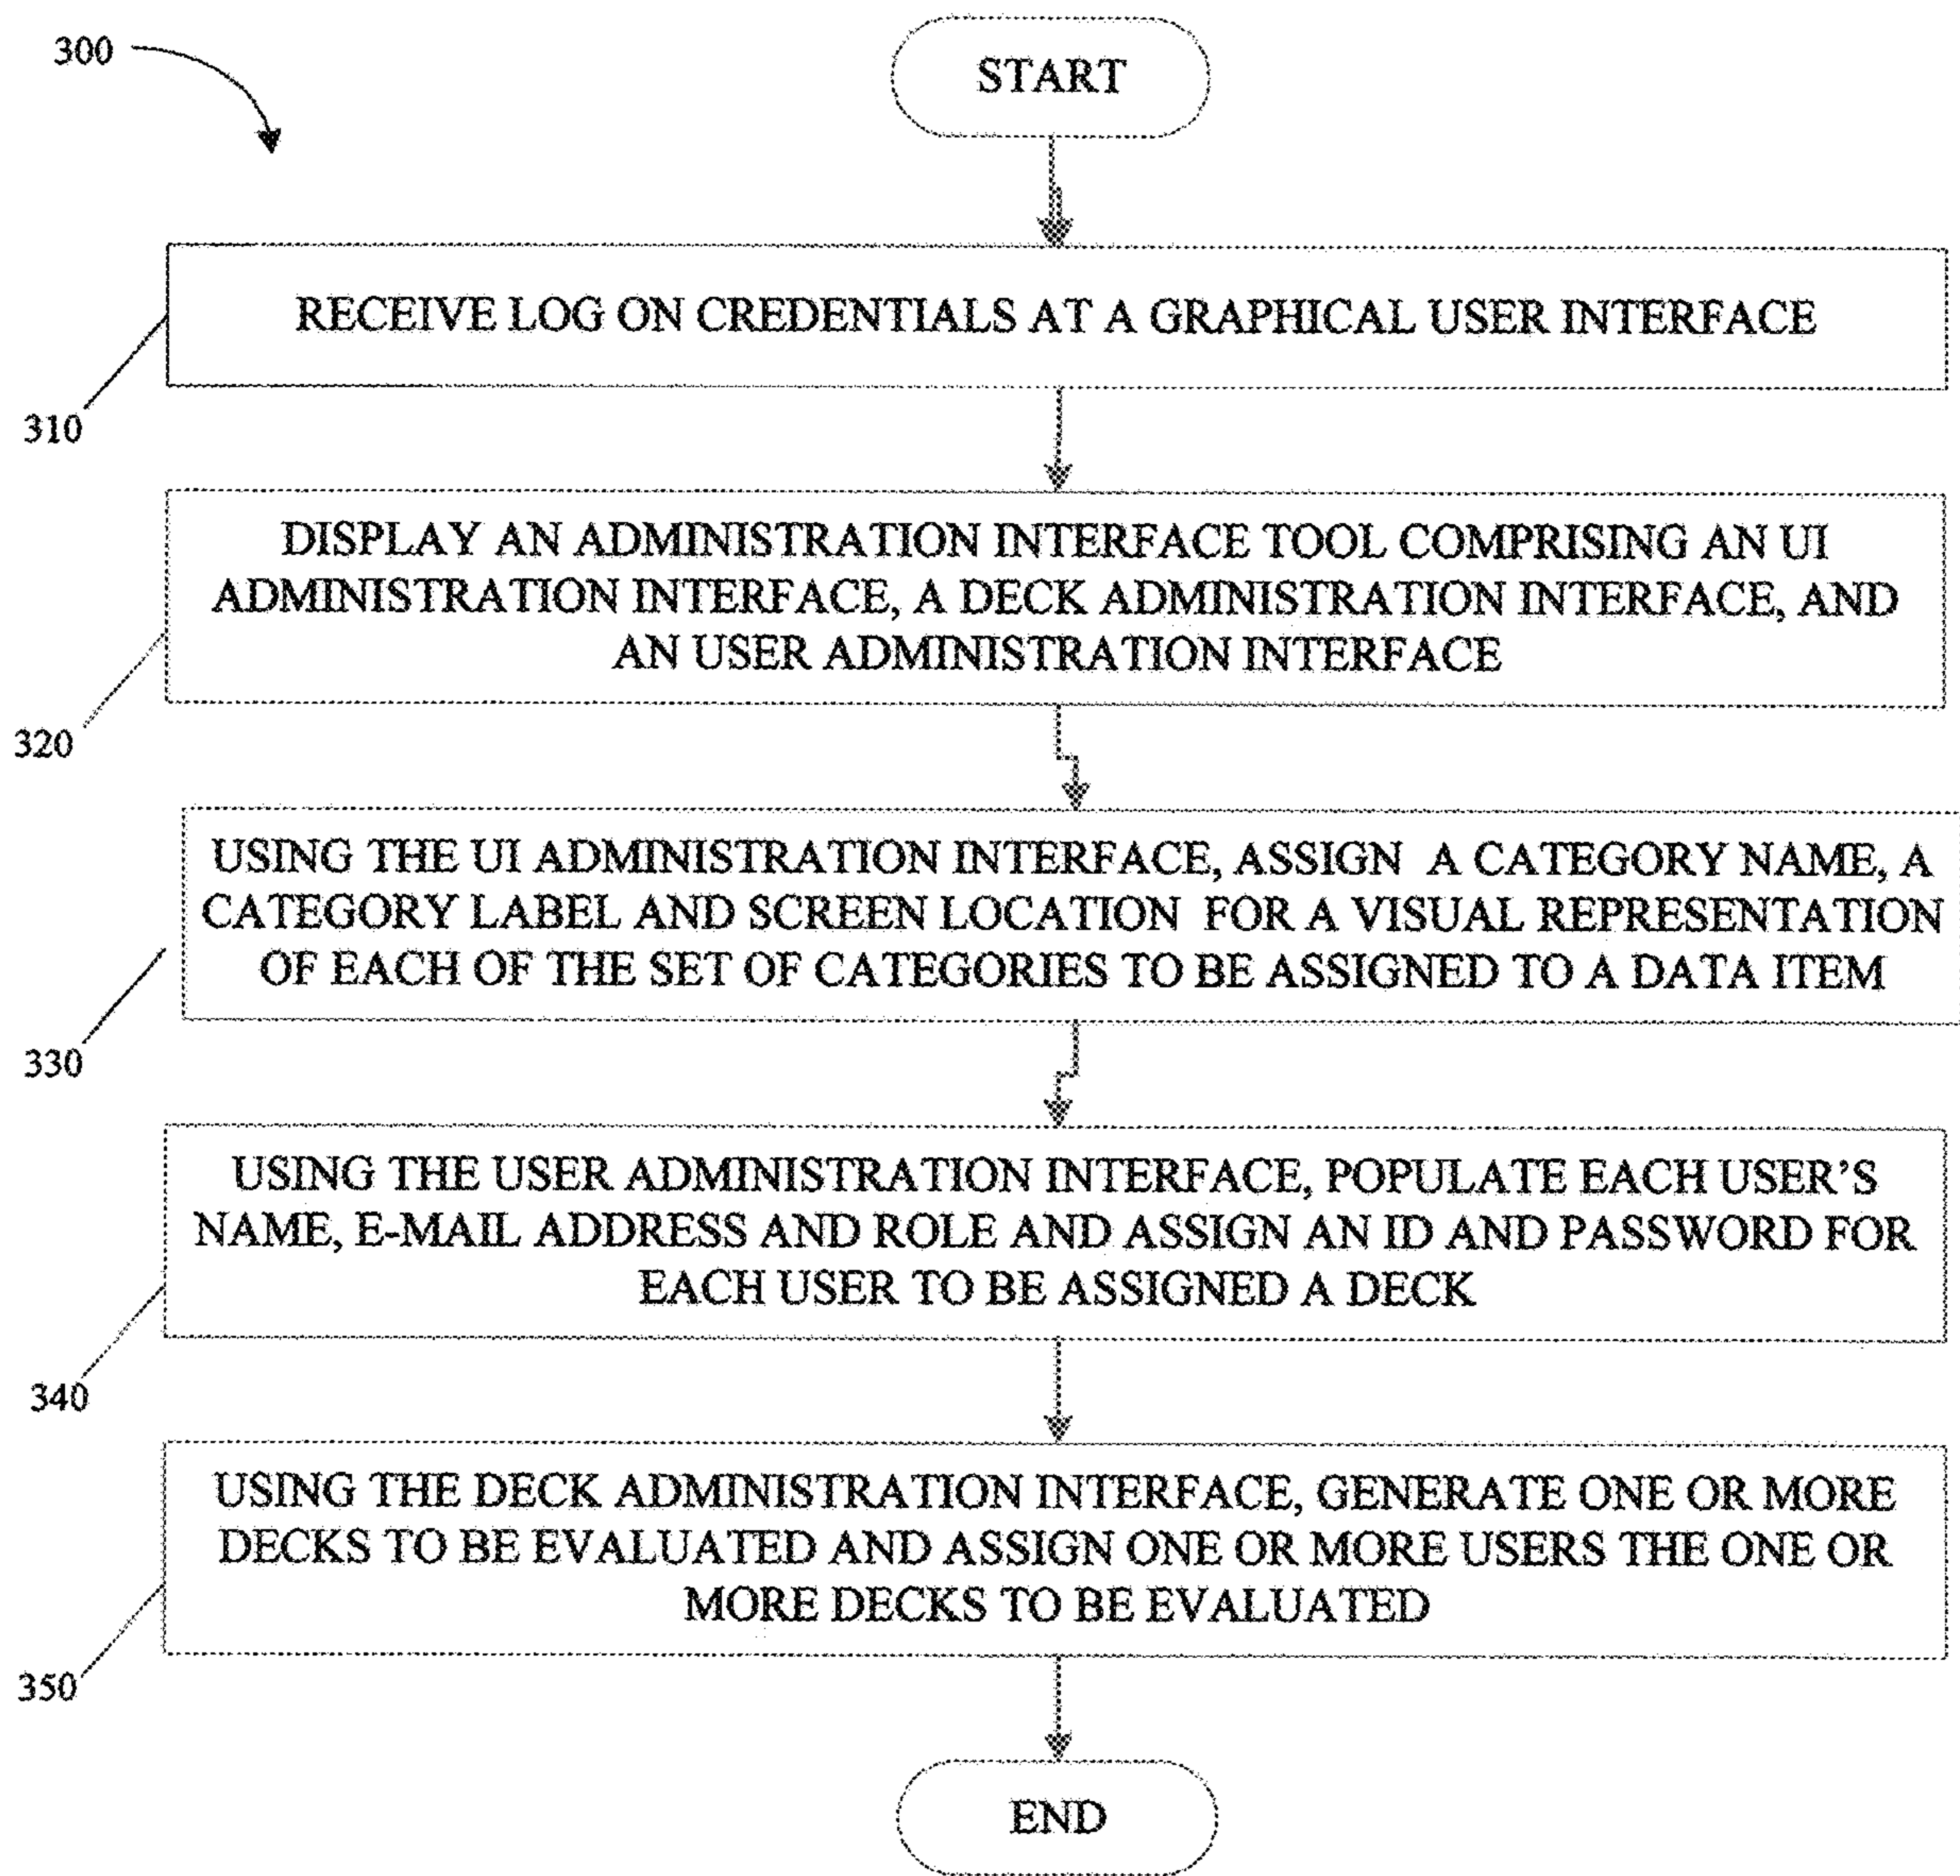 300
START
RECEIVE LOG ON CREDENTIALS AT A GRAPHICAL USER INTERFACE
310
DISPLAY AN ADMINISTRATION INTERFACE TOOL COMPRISING AN UI
ADMINISTRATION INTERFACE, A DECK ADMINISTRATION INTERFACE, AND
AN USER ADMINISTRATION INTERFACE
320
USING THE UI ADMINISTRATION INTERFACE, ASSIGN A CATEGORY NAME, A
CATEGORY LABEL AND SCREEN LOCATION FOR A VISUAL REPRESENTATION
OF EACH OF THE SET OF CATEGORIES TO BE ASSIGNED TO A DATA ITEM
330
USING THE USER ADMINISTRATION INTERFACE, POPULATE EACH USER’S
NAME, E-MAIL ADDRESS AND ROLE AND ASSIGN AN ID AND PASSWORD FOR
EACH USER TO BE ASSIGNED A DECK
340
USING THE DECK ADMINISTRATION INTERFACE, GENERATE ONE OR MORE
DECKS TO BE EVALUATED AND ASSIGN ONE OR MORE USERS THE ONE OR
MORE DECKS TO BE EVALUATED
350
END